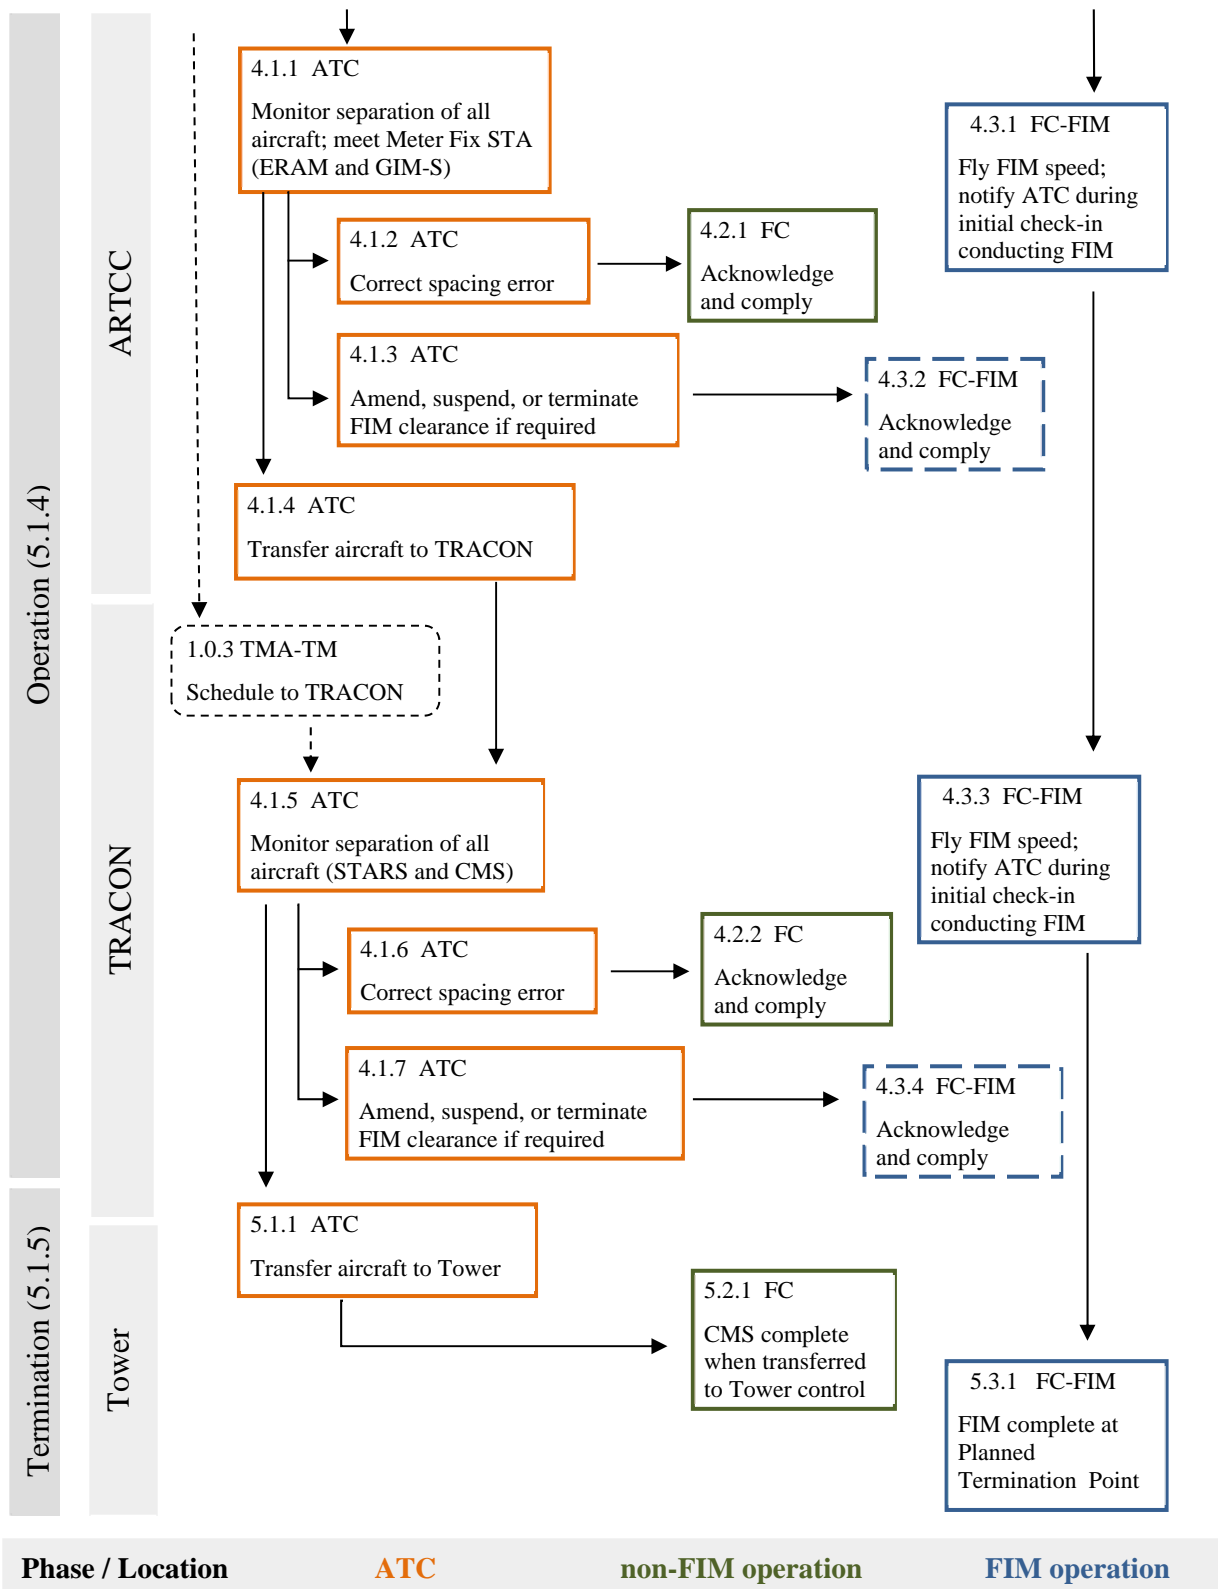 Operation (5.1.4)
ARTCC
4.1.1 ATC
Monitor separation of all
aircraft; meet Meter Fix STA
(ERAM and GIM-S)
4.3.1 FC-FIM
Fly FIM speed;
notify ATC during
initial check-in
conducting FIM
4.1.2 ATC
Correct spacing error
4.2.1 FC
Acknowledge
and comply
4.1.3 ATC
Amend, suspend, or terminate
FIM clearance if required
4.3.2 FC-FIM
Acknowledge
and comply
4.1.4 ATC
Transfer aircraft to TRACON
TRACON
1.0.3 TMA-TM
Schedule to TRACON
4.1.5 ATC
Monitor separation of all
aircraft (STARS and CMS)
4.3.3 FC-FIM
Fly FIM speed;
notify ATC during
initial check-in
conducting FIM
4.1.6 ATC
Correct spacing error
4.2.2 FC
Acknowledge
and comply
4.1.7 ATC
Amend, suspend, or terminate
FIM clearance if required
4.3.4 FC-FIM
Acknowledge
and comply
Termination (5.1.5)
Tower
5.1.1 ATC
Transfer aircraft to Tower
5.2.1 FC
CMS complete
when transferred
to Tower control
5.3.1 FC-FIM
FIM complete at
Planned
Termination Point
Phase / Location ATC non-FIM operation FIM operation